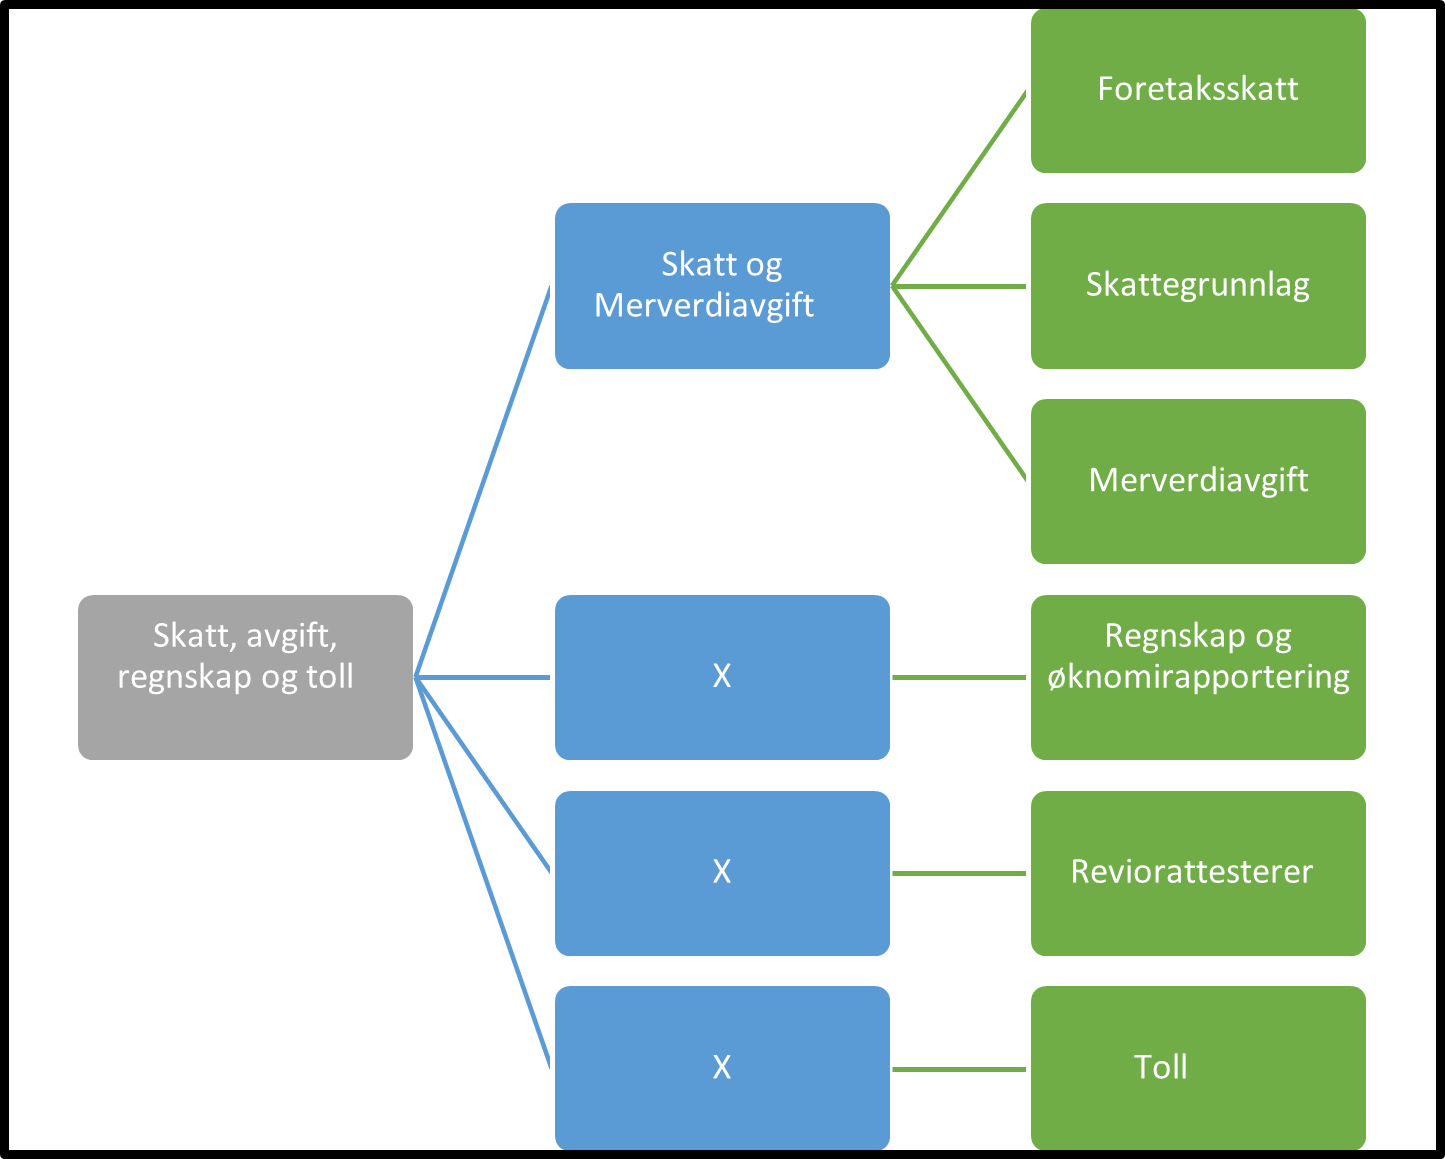 Foretaksskatt
Skatt og
Merverdiavgift
Skattegrunnlag
Merverdiavgift
Skatt, avgift,
regnskap og toll
X
Regnskap og
øknomirapportering
X
Reviorattesterer
X
Toll